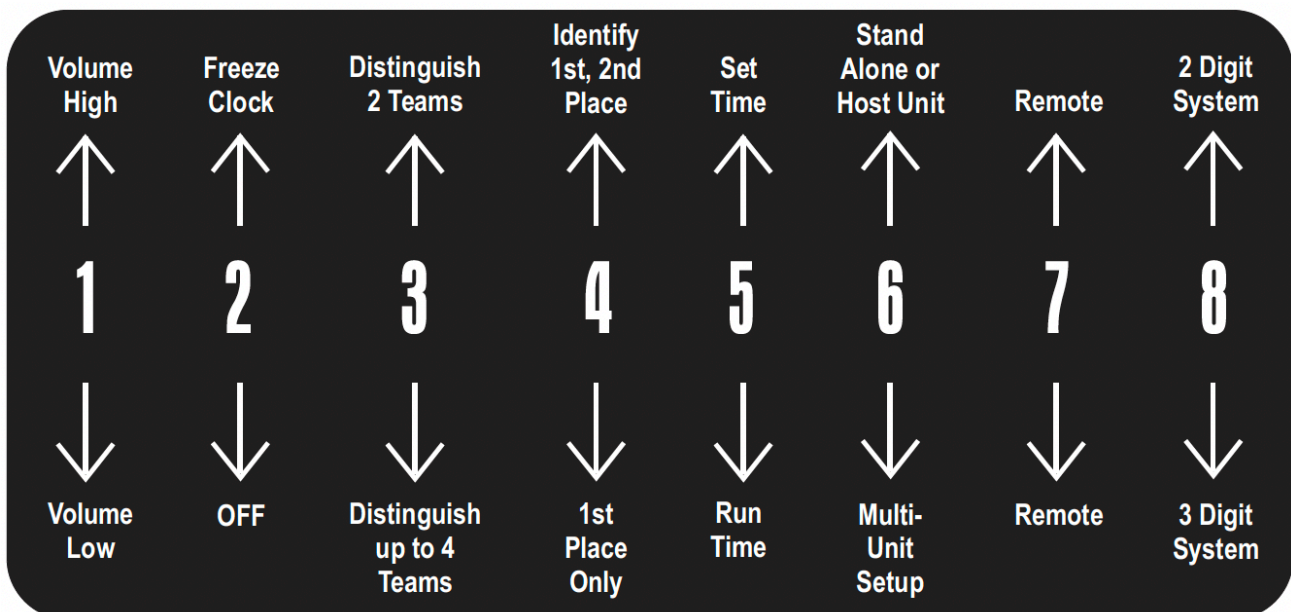 Volume
High
Freeze
Clock
Distinguish
2 Teams
Identify
1st, 2nd
Place
Set
Time
Stand
Alone or
Host Unit
Remote
2 Digit
System
1 2 3 4 5 6 7 8
Volume
Low
OFF
Distinguish
up to 4
Teams
1st
Place
Only
Run
Time
Multi-
Unit
Setup
Remote
3 Digit
System